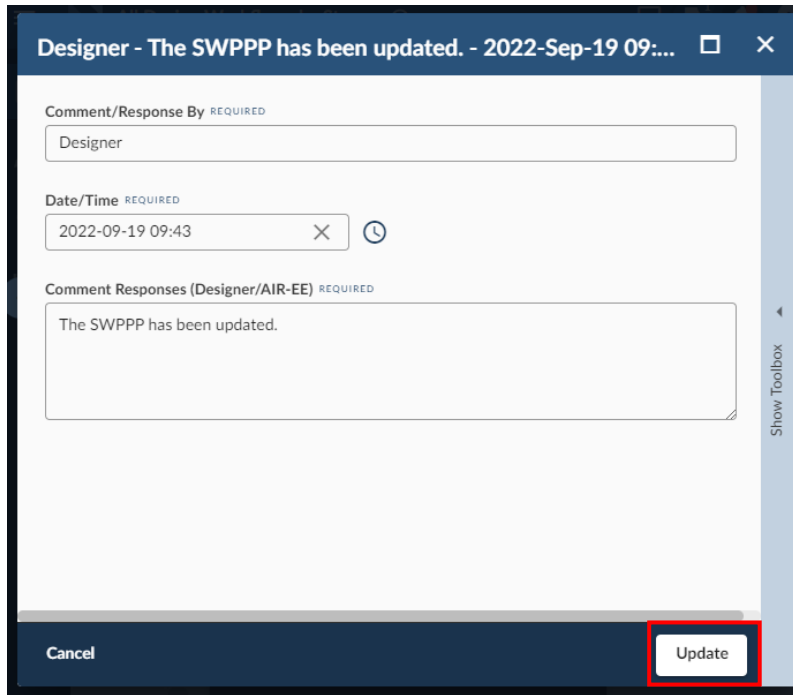 Designer - The SWPPP has been updated. - 2022-Sep-19 09:...
Comment/Response By REQUIRED
Designer
Date/Time REQUIRED
2022-09-19 09:43
Comment Responses (Designer/AIR-EE) REQUIRED
The SWPPP has been updated.
Show Toolbox
Cancel
Update